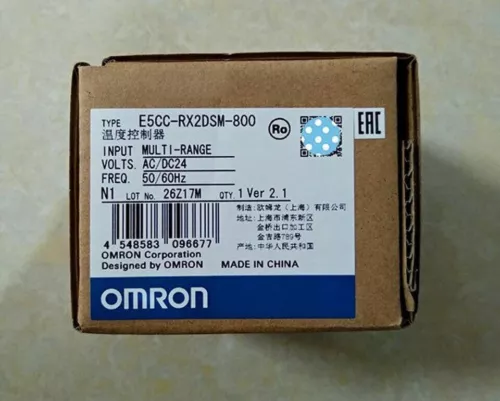 TYPE E5CC-RX2DSM-800
温度控制器
Ro
EAC
INPUT MULTI-RANGE
VOLTS. AC/DC24
FREQ. 50/60Hz
N1 LOT No. 26Z17M QTY. 1 Ver 2.1
4 548583 096677
制造商: 欧姆龙（上海）有限公司
地址: 上海市浦东新区
金桥出口加工区
金吉路789号
产地: 中华人民共和国
OMRON Corporation
Designed by OMRON MADE IN CHINA
OMRON